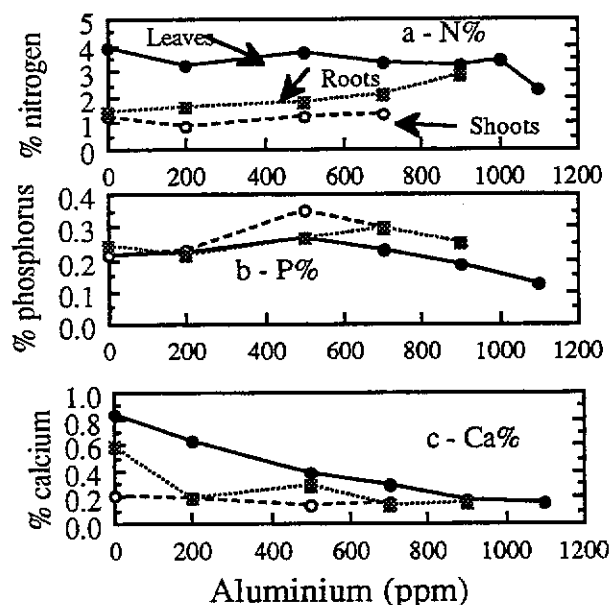 % nitrogen
5
4
3
2
1
0
Leaves
a - N%
Roots
Shoots
0 200 400 600 800 1000 1200
% phosphorus
0.4
0.3
0.2
0.1
0.0
b - P%
0 200 400 600 800 1000 1200
% calcium
1.0
0.8
0.6
0.4
0.2
0.0
c - Ca%
0 200 400 600 800 1000 1200
Aluminium (ppm)